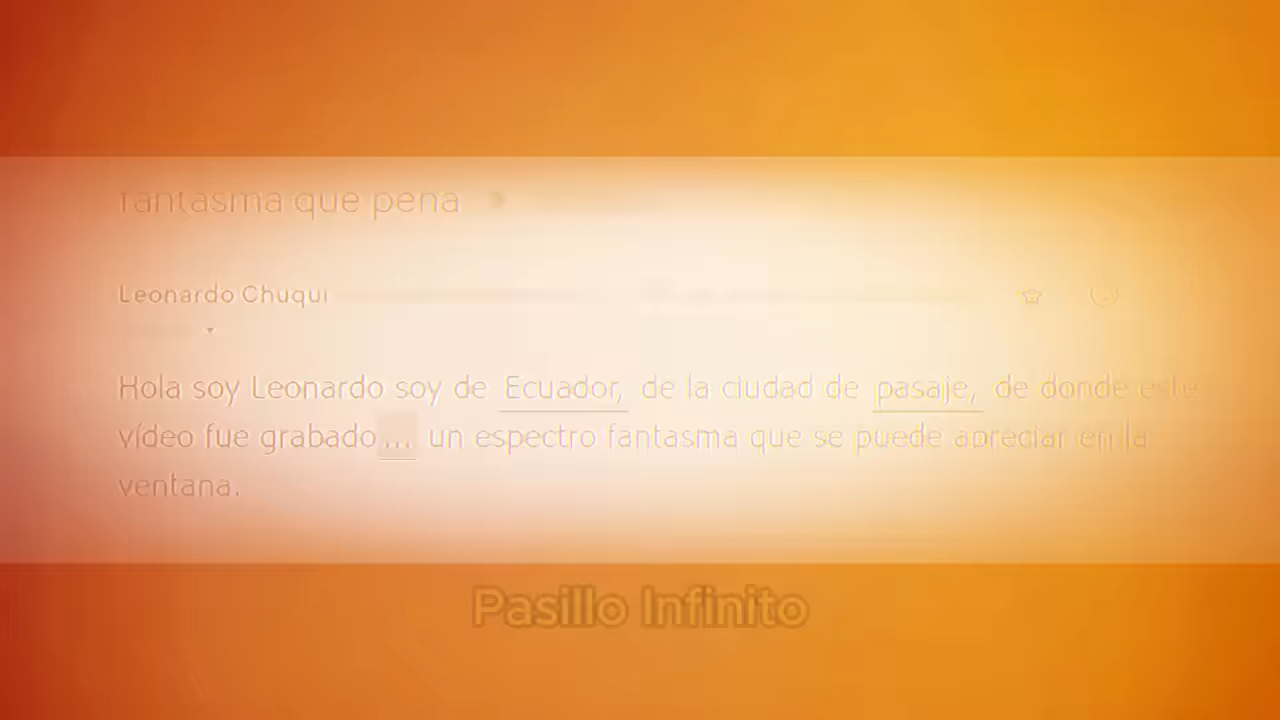 fantasma que pena
Leonardo Chuqui
Hola soy Leonardo soy de Ecuador, de la ciudad de pasaje, de donde este
vídeo fue grabado... un espectro fantasma que se puede apreciar en la
ventana.
Pasillo Infinito